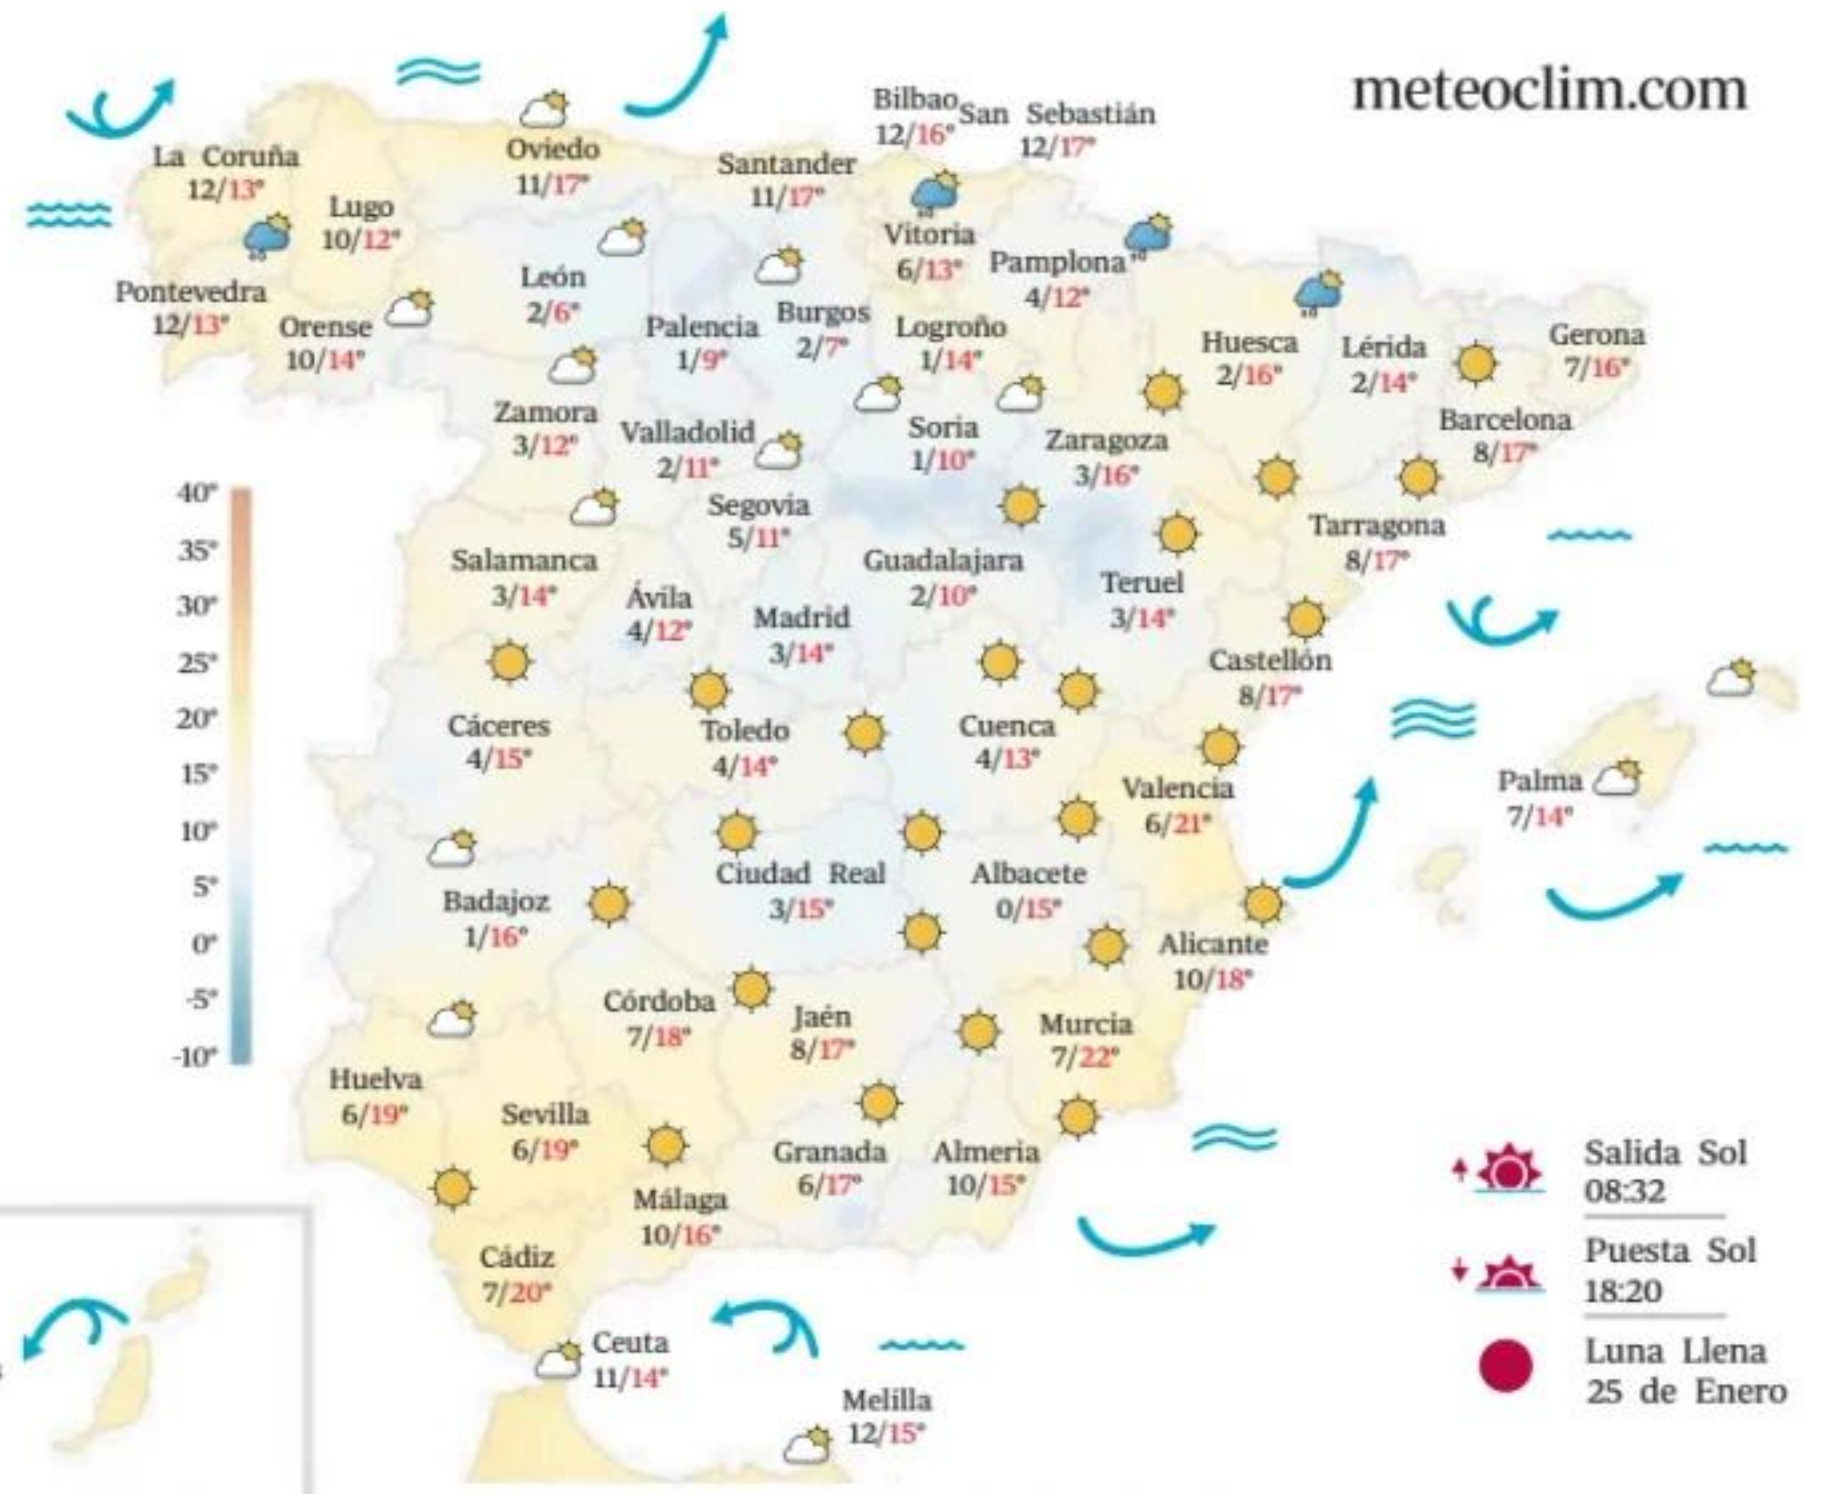 meteoclim.com
Bilbao
12/16°
San Sebastián
12/17°
La Coruña
12/13°
Oviedo
11/17°
Santander
11/17°
Lugo
10/12°
Vitoria
6/13°
Pamplona
4/12°
León
2/6°
Pontevedra
12/13°
Orense
10/14°
Palencia
1/9°
Burgos
2/7°
Logroño
1/14°
Huesca
2/16°
Lérida
2/14°
Gerona
7/16°
Zamora
3/12°
Valladolid
2/11°
Soria
1/10°
Zaragoza
3/16°
Barcelona
8/17°
Segovia
5/11°
Tarragona
8/17°
Salamanca
3/14°
Ávila
4/12°
Madrid
3/14°
Guadalajara
2/10°
Teruel
3/14°
Castellón
8/17°
Cáceres
4/15°
Toledo
4/14°
Cuenca
4/13°
Valencia
6/21°
Palma
7/14°
Badajoz
1/16°
Ciudad Real
3/15°
Albacete
0/15°
Alicante
10/18°
Córdoba
7/18°
Jaén
8/17°
Murcia
7/22°
Huelva
6/19°
Sevilla
6/19°
Granada
6/17°
Almeria
10/15°
Málaga
10/16°
Cádiz
7/20°
Ceuta
11/14°
Melilla
12/15°
40°
35°
30°
25°
20°
15°
10°
5°
0°
-5°
-10°
Salida Sol
08:32
Puesta Sol
18:20
Luna Llena
25 de Enero